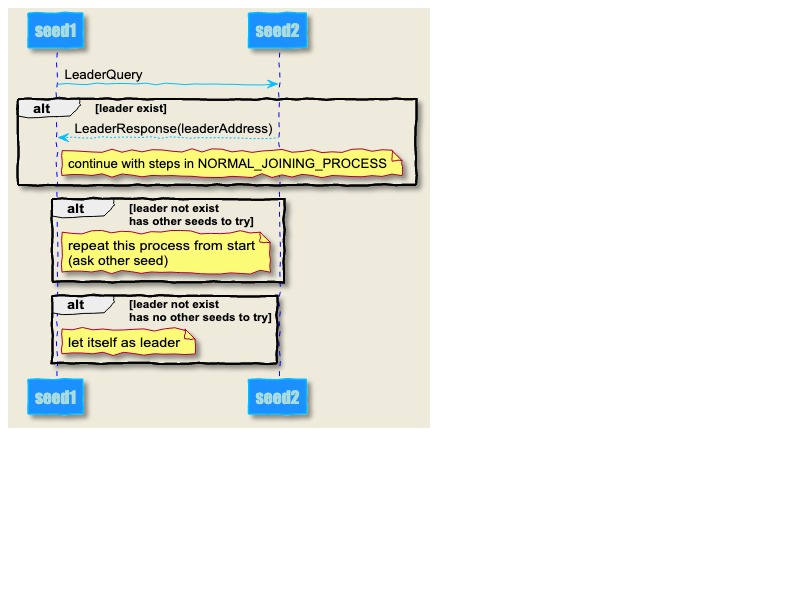 seed1 seed2
LeaderQuery
alt [leader exist]
LeaderResponse(leaderAddress)
continue with steps in NORMAL_JOINING_PROCESS
alt [leader not exist
has other seeds to try]
repeat this process from start
(ask other seed)
alt [leader not exist
has no other seeds to try]
let itself as leader
seed1 seed2